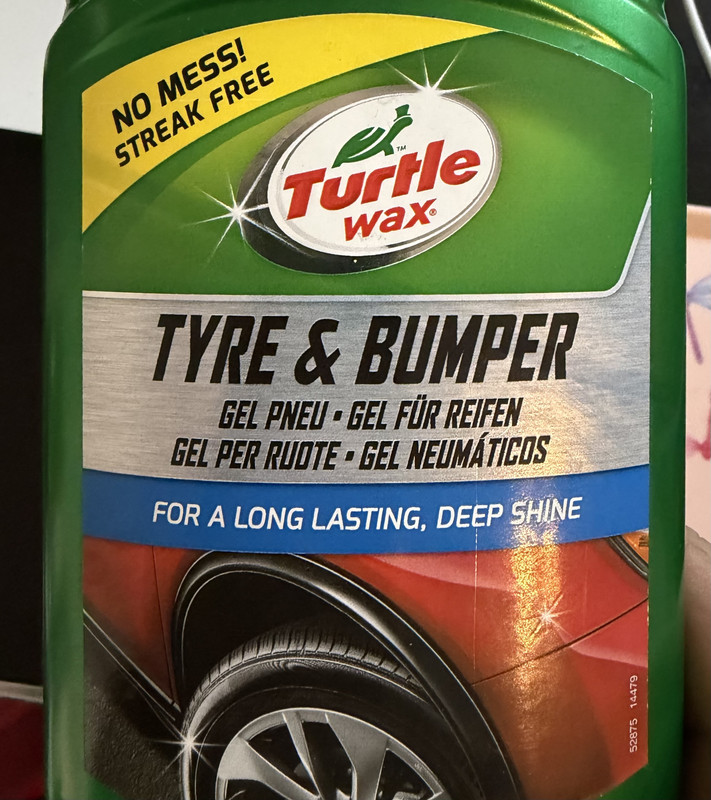 NO MESS!
STREAK FREE
Turtle
wax®
™
TYRE & BUMPER
GEL PNEU • GEL FÜR REIFEN
GEL PER RUOTE • GEL NEUMÁTICOS
FOR A LONG LASTING, DEEP SHINE
52875 14479